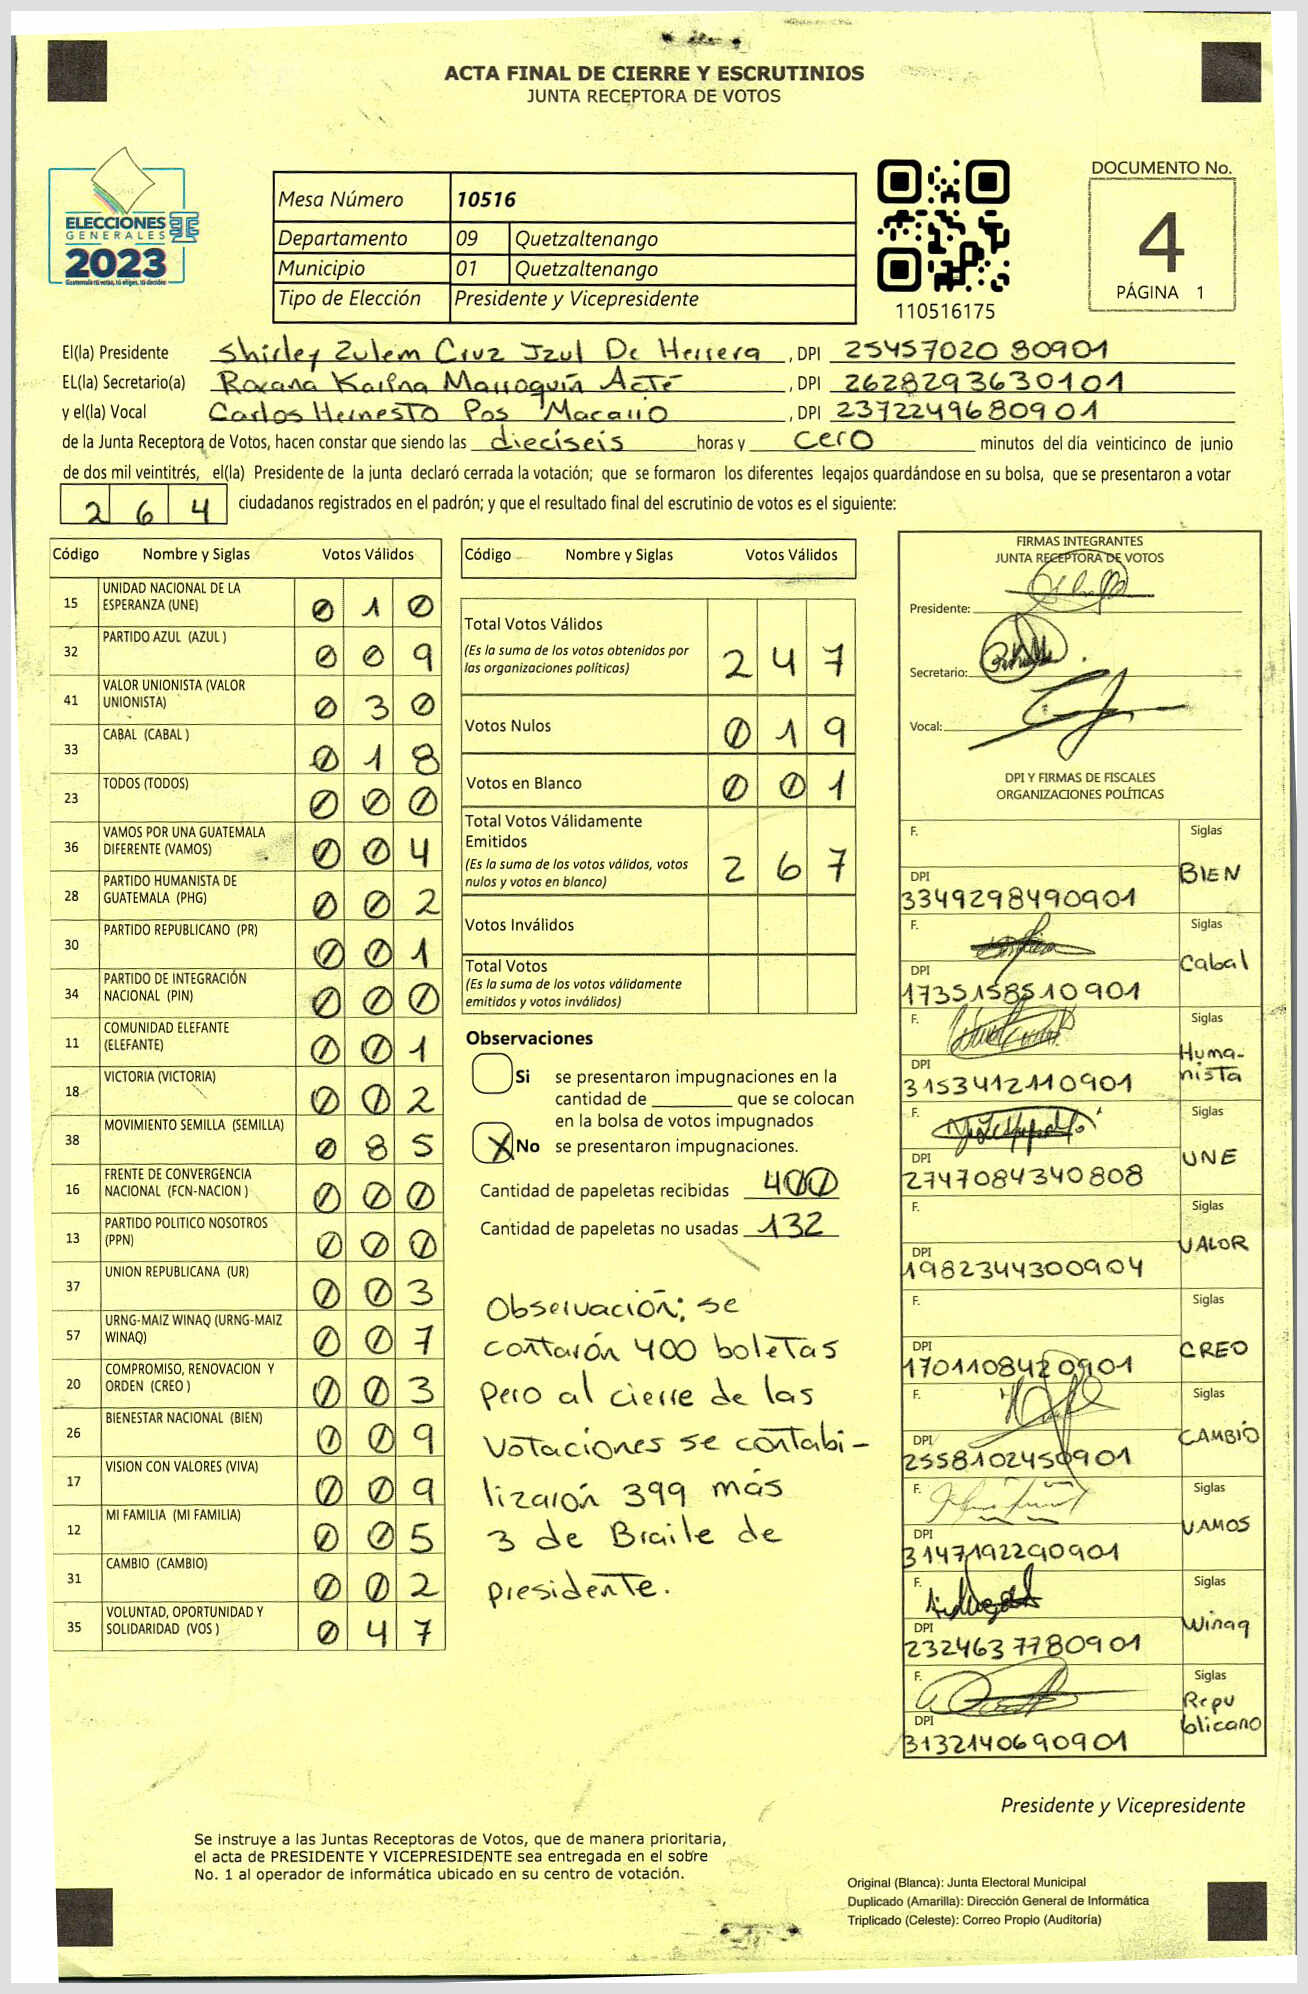 ACTA FINAL DE CIERRE Y ESCRUTINIOS
JUNTA RECEPTORA DE VOTOS
ELECCIONES
GENERALES
2023
Guatemala tú votas, tú eliges, tú decides
Mesa Número 10516
Departamento 09 Quetzaltenango
Municipio 01 Quetzaltenango
Tipo de Elección Presidente y Vicepresidente
110516175
DOCUMENTO No.
4
PÁGINA 1
El(la) Presidente Shirley Zulem Cruz Izul De Herrera , DPI 25457020 80901
EL(la) Secretario(a) Roxana Karina Marroquín Acté , DPI 2628293630101
y el(la) Vocal Carlos Hernesto Pos Macario , DPI 2372249680901
de la Junta Receptora de Votos, hacen constar que siendo las dieciseis horas y cero minutos del día veinticinco de junio
de dos mil veintitrés, el(la) Presidente de la junta declaró cerrada la votación; que se formaron los diferentes legajos guardándose en su bolsa, que se presentaron a votar
264 ciudadanos registrados en el padrón; y que el resultado final del escrutinio de votos es el siguiente:
Código Nombre y Siglas Votos Válidos
15 UNIDAD NACIONAL DE LA ESPERANZA (UNE) 0 1 0
32 PARTIDO AZUL (AZUL ) 0 0 9
41 VALOR UNIONISTA (VALOR UNIONISTA) 0 3 0
33 CABAL (CABAL ) 0 1 8
23 TODOS (TODOS) 0 0 0
36 VAMOS POR UNA GUATEMALA DIFERENTE (VAMOS) 0 0 4
28 PARTIDO HUMANISTA DE GUATEMALA (PHG) 0 0 2
30 PARTIDO REPUBLICANO (PR) 0 0 1
34 PARTIDO DE INTEGRACIÓN NACIONAL (PIN) 0 0 0
11 COMUNIDAD ELEFANTE (ELEFANTE) 0 0 1
18 VICTORIA (VICTORIA) 0 0 2
38 MOVIMIENTO SEMILLA (SEMILLA) 0 8 5
16 FRENTE DE CONVERGENCIA NACIONAL (FCN-NACION ) 0 0 0
13 PARTIDO POLITICO NOSOTROS (PPN) 0 0 0
37 UNION REPUBLICANA (UR) 0 0 3
57 URNG-MAIZ WINAQ (URNG-MAIZ WINAQ) 0 0 7
20 COMPROMISO, RENOVACION Y ORDEN (CREO ) 0 0 3
26 BIENESTAR NACIONAL (BIEN) 0 0 9
17 VISION CON VALORES (VIVA) 0 0 9
12 MI FAMILIA (MI FAMILIA) 0 0 5
31 CAMBIO (CAMBIO) 0 0 2
35 VOLUNTAD, OPORTUNIDAD Y SOLIDARIDAD (VOS ) 0 4 7
Código Nombre y Siglas Votos Válidos
Total Votos Válidos 2 4 7
(Es la suma de los votos obtenidos por
las organizaciones políticas)
Votos Nulos 0 1 9
Votos en Blanco 0 0 1
Total Votos Válidamente
Emitidos 2 6 7
(Es la suma de los votos válidos, votos
nulos y votos en blanco)
Votos Inválidos
Total Votos
(Es la suma de los votos válidamente
emitidos y votos inválidos)
Observaciones
Si se presentaron impugnaciones en la
cantidad de ________ que se colocan
en la bolsa de votos impugnados
X No se presentaron impugnaciones.
Cantidad de papeletas recibidas 400
Cantidad de papeletas no usadas 132
Observación; se
contarón 400 boletas
pero al cierre de las
votaciones se contabi-
lizarón 399 más
3 de Braile de
presidente.
FIRMAS INTEGRANTES
JUNTA RECEPTORA DE VOTOS
Presidente:
Secretario:
Vocal:
DPI Y FIRMAS DE FISCALES
ORGANIZACIONES POLÍTICAS
F. Siglas
BIEN
DPI
3349298490901
F. Siglas
Cabal
DPI
1735158510901
F. Siglas
Huma-
nista
DPI
3153412110901
F. Siglas
UNE
DPI
2747084340808
F. Siglas
VALOR
DPI
1982344300904
F. Siglas
CREO
DPI
1701108420901
F. Siglas
CAMBIO
DPI
2558102450901
F. Siglas
VAMOS
DPI
3147192290901
F. Siglas
Winaq
DPI
2324637780901
F. Siglas
Repu
blicano
DPI
3132140690901
Presidente y Vicepresidente
Se instruye a las Juntas Receptoras de Votos, que de manera prioritaria,
el acta de PRESIDENTE Y VICEPRESIDENTE sea entregada en el sobre
No. 1 al operador de informática ubicado en su centro de votación.
Original (Blanca): Junta Electoral Municipal
Duplicado (Amarilla): Dirección General de Informática
Triplicado (Celeste): Correo Propio (Auditoría)